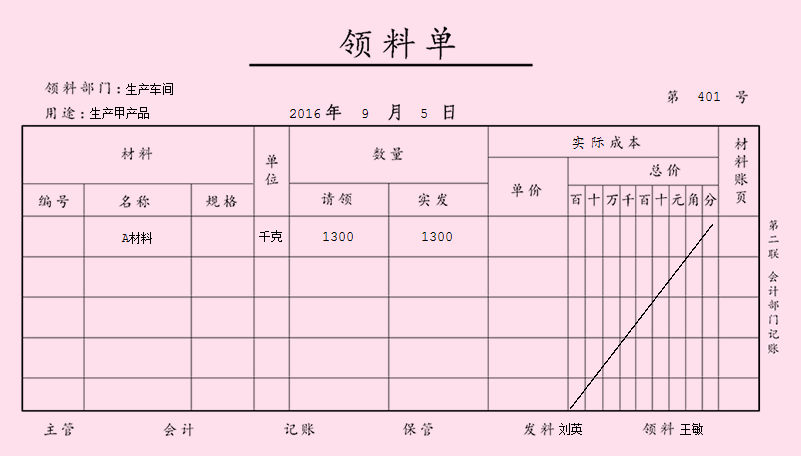 领料单
领料部门：生产车间
第 401 号
用途：生产甲产品 2016年 9 月 5 日
材料 单位 数量 实际成本 材料账页
编号 名称 规格 请领 实发 单价 总价
百 十 万 千 百 十 元 角 分
A材料 千克 1300 1300
第二联 会计部门记账
主管 会计 记账 保管 发料 刘英 领料 王敏